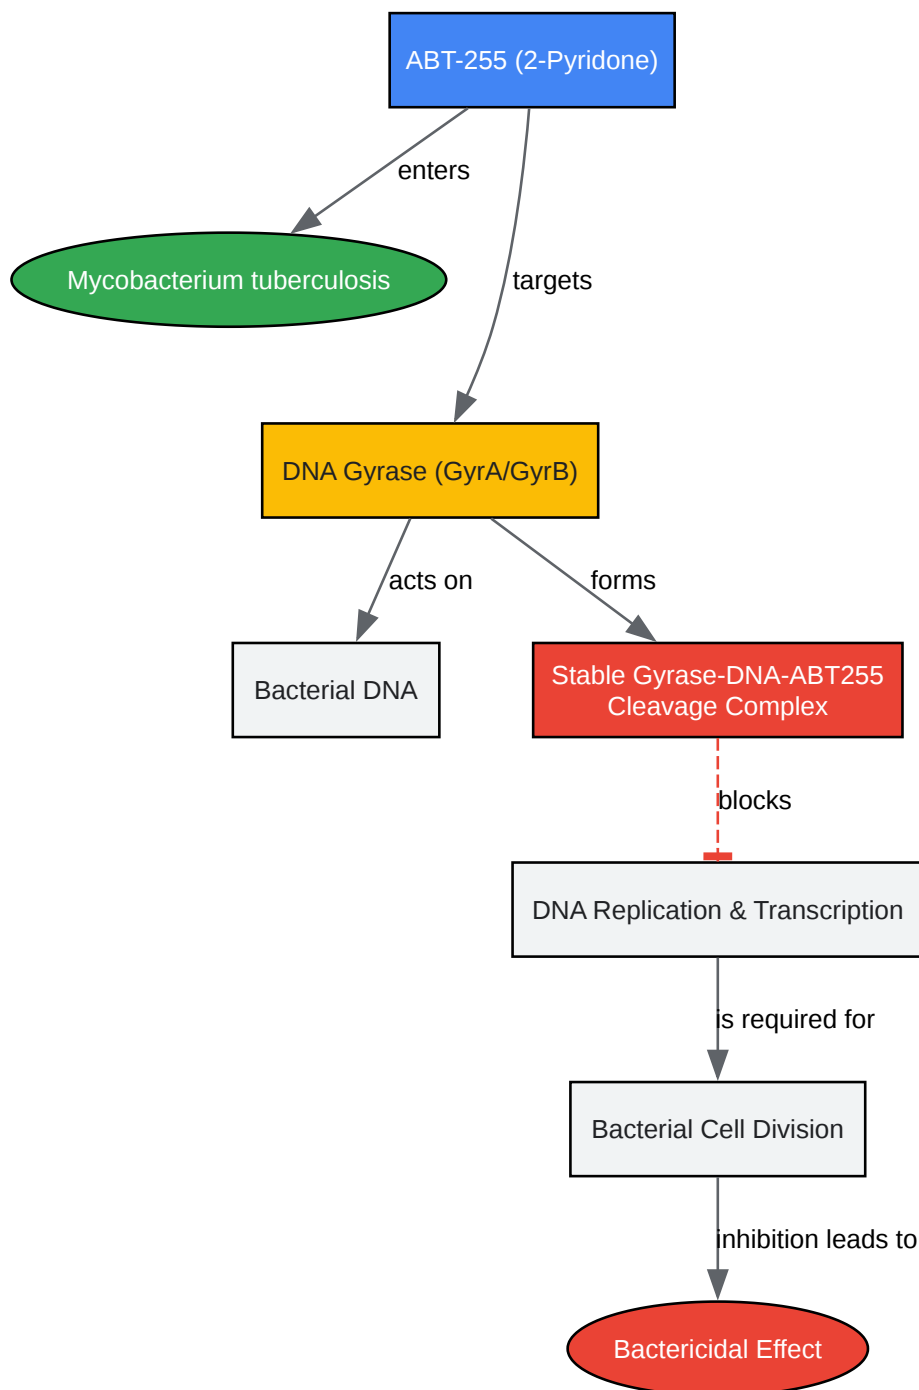 ABT-255 (2-Pyridone)
enters
Mycobacterium tuberculosis
targets
DNA Gyrase (GyrA/GyrB)
acts on
forms
Bacterial DNA
Stable Gyrase-DNA-ABT255
Cleavage Complex
blocks
DNA Replication & Transcription
is required for
Bacterial Cell Division
inhibition leads to
Bactericidal Effect